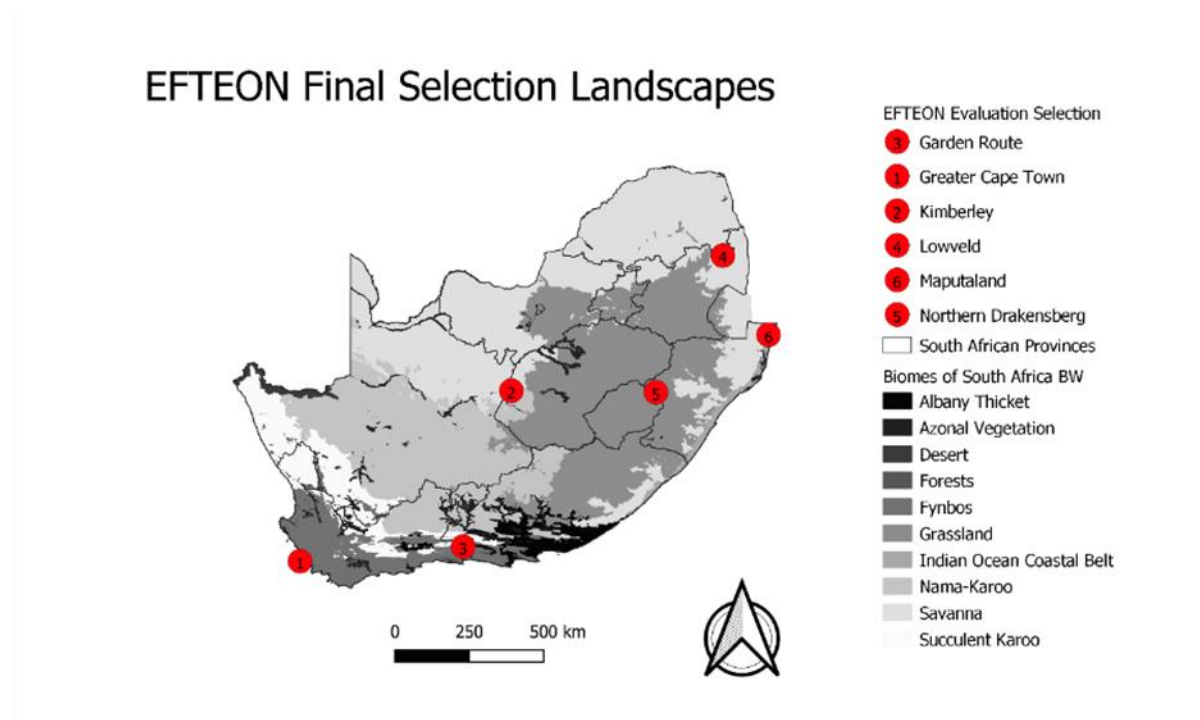 EFTEON Final Selection Landscapes
EFTEON Evaluation Selection
3 Garden Route
1 Greater Cape Town
2 Kimberley
4 Lowveld
6 Maputaland
5 Northern Drakensberg
South African Provinces
Biomes of South Africa BW
Albany Thicket
Azonal Vegetation
Desert
Forests
Fynbos
Grassland
Indian Ocean Coastal Belt
Nama-Karoo
Savanna
Succulent Karoo
4
6
2
5
3
1
0 250 500 km